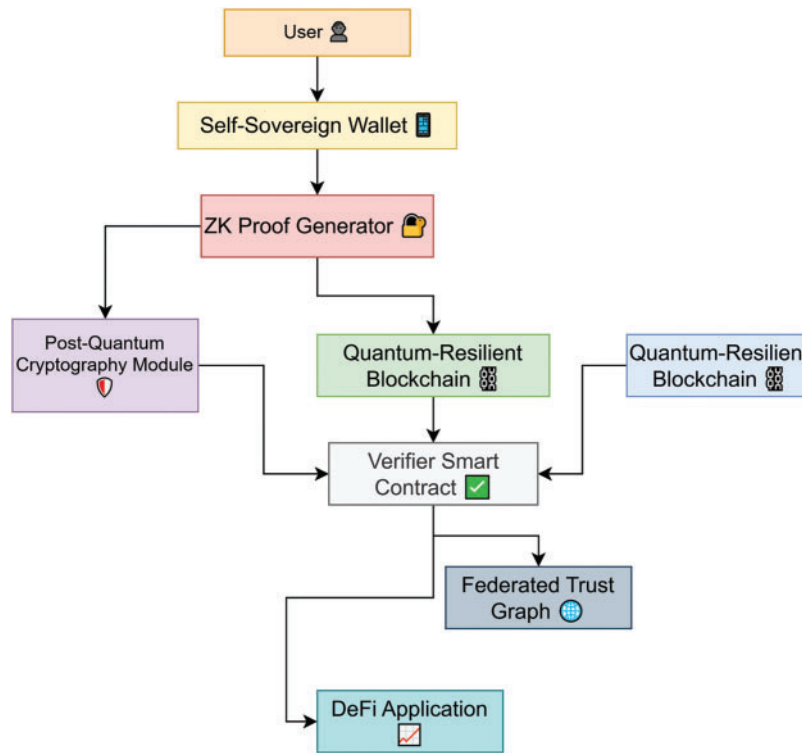 User
Self-Sovereign Wallet
ZK Proof Generator
Post-Quantum
Cryptography Module
Quantum-Resilient
Blockchain
Quantum-Resilient
Blockchain
Verifier Smart
Contract
Federated Trust
Graph
DeFi Application